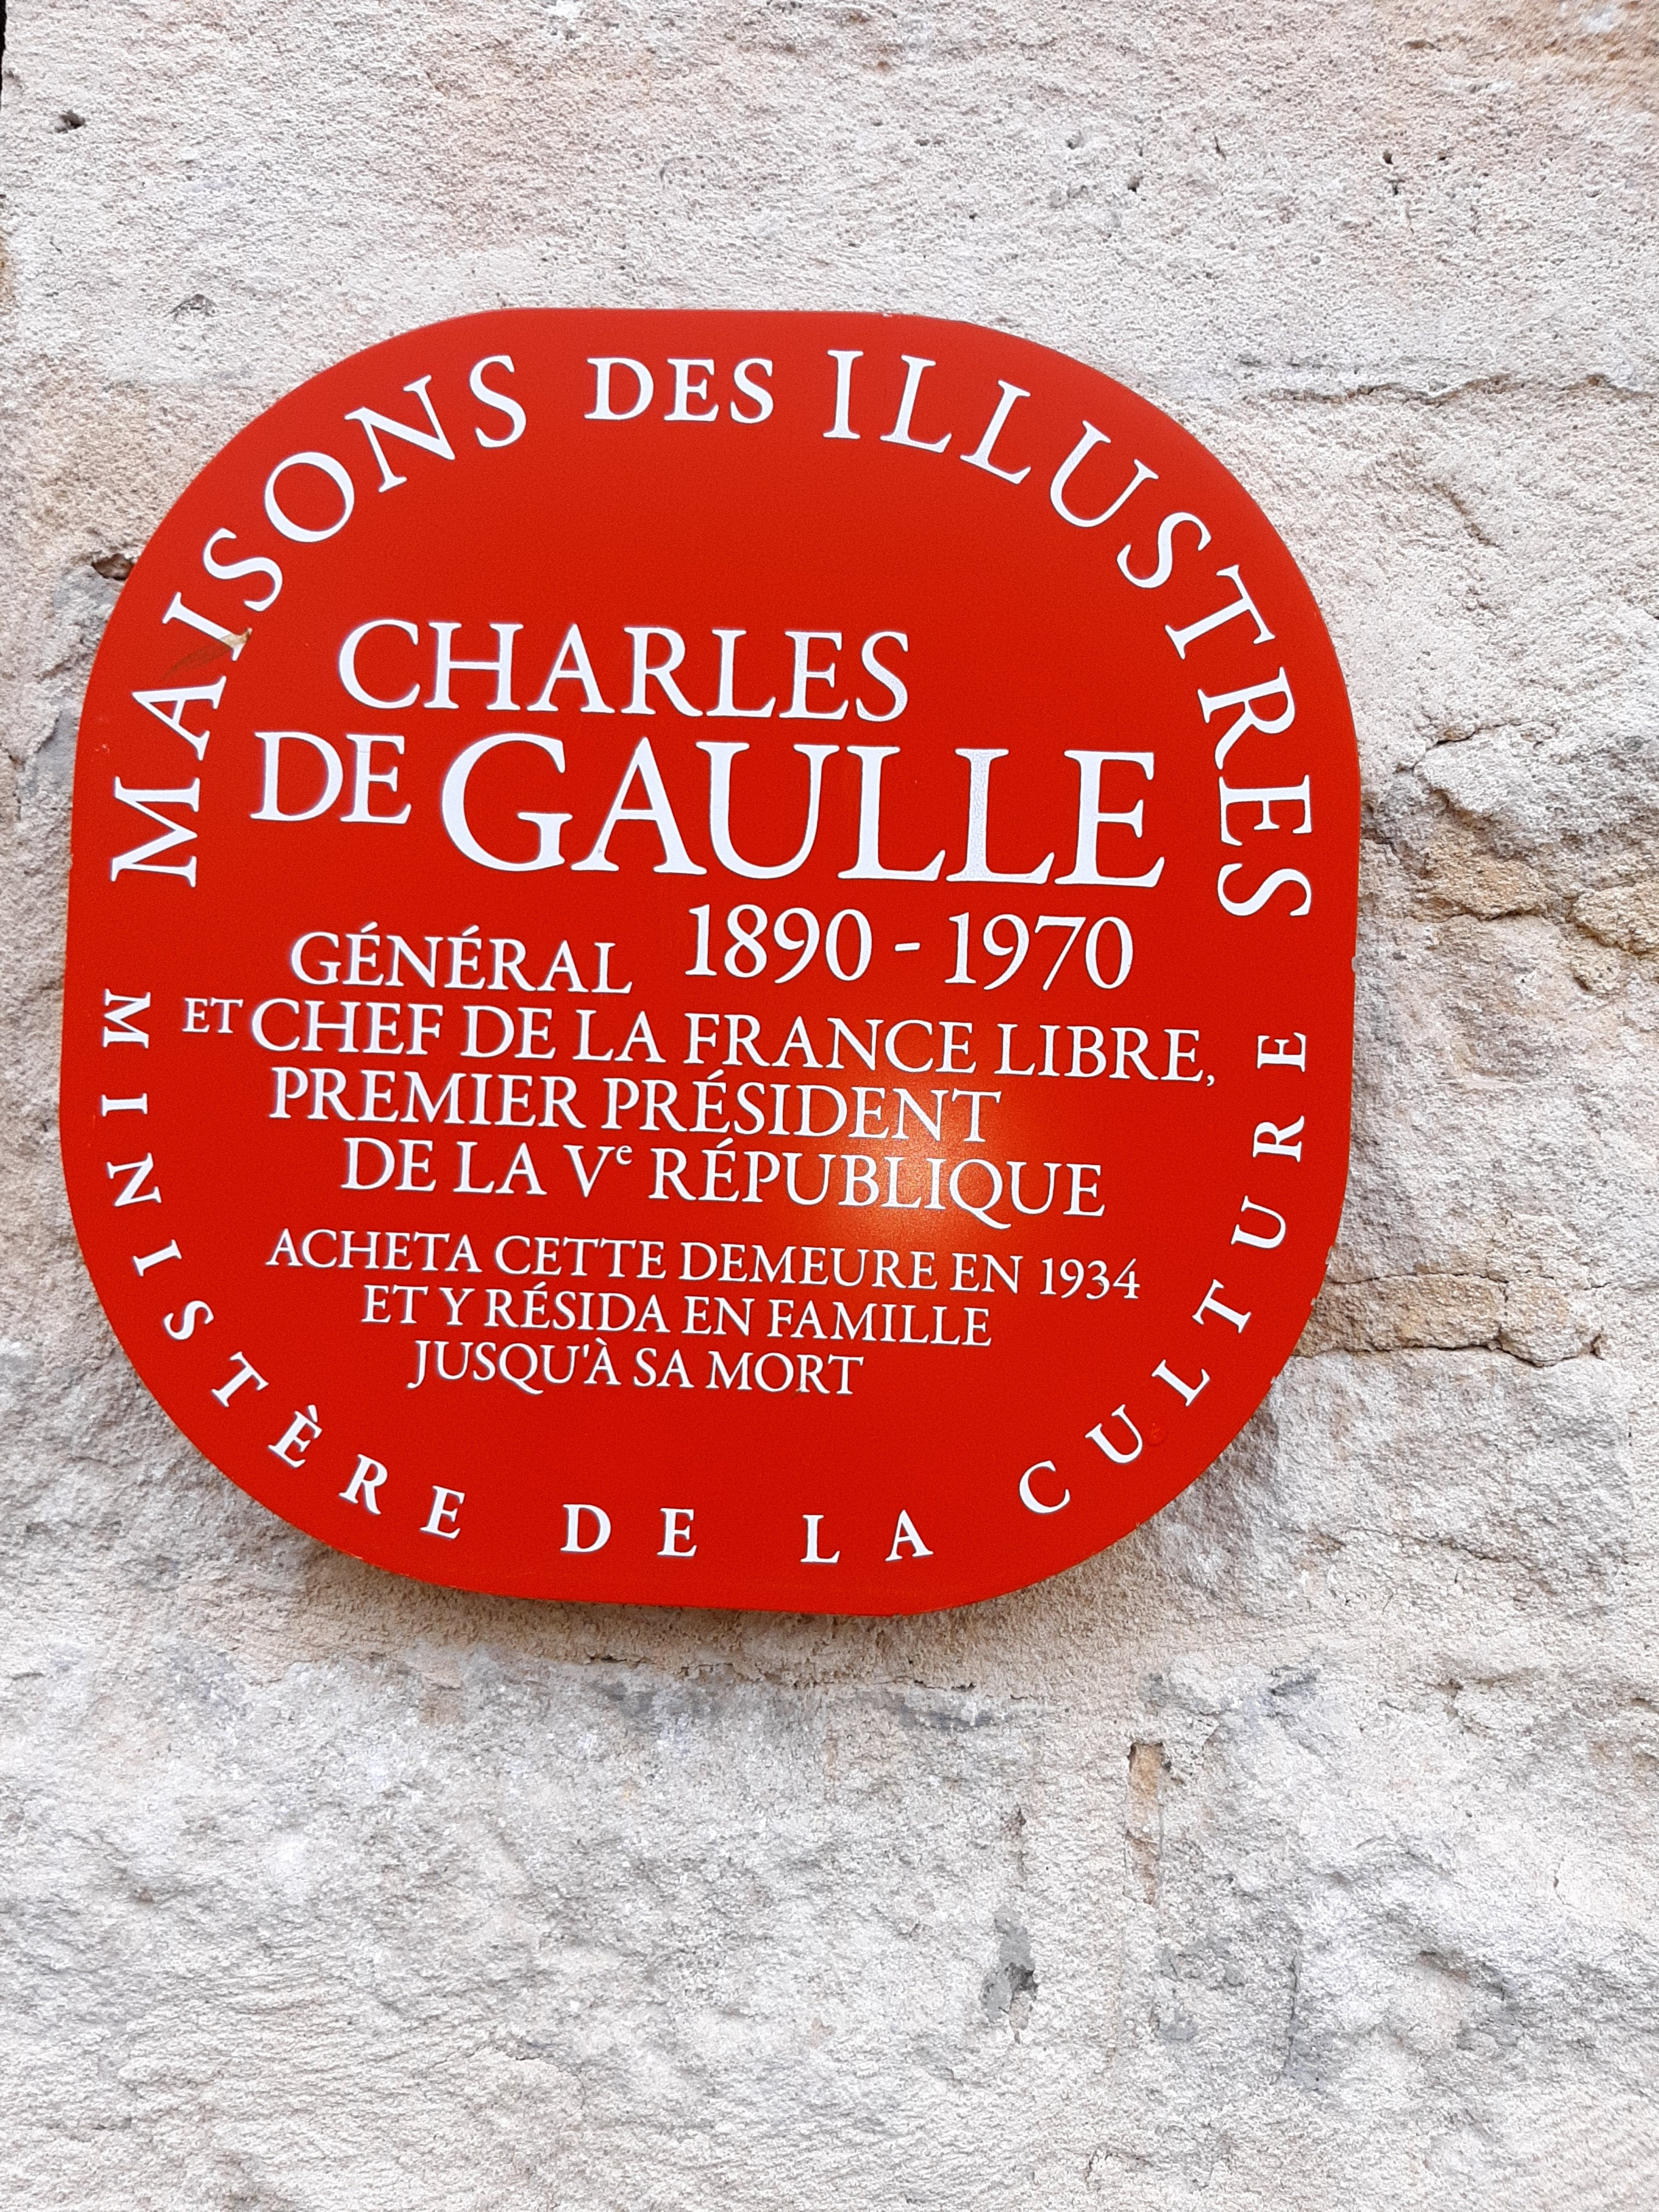 MAISONS DES ILLUSTRES
CHARLES
DE GAULLE
1890 - 1970
GÉNÉRAL
ET CHEF DE LA FRANCE LIBRE,
PREMIER PRÉSIDENT
DE LA Ve RÉPUBLIQUE
ACHETA CETTE DEMEURE EN 1934
ET Y RÉSIDA EN FAMILLE
JUSQU'À SA MORT
MINISTÈRE DE LA CULTURE